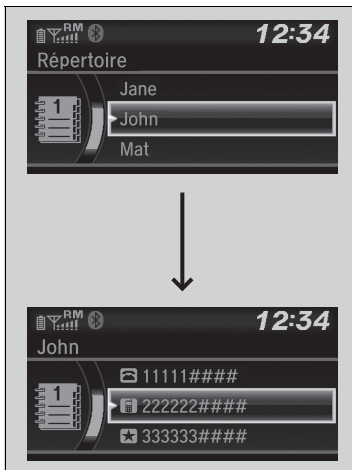 RM 12:34
Répertoire
1
Jane
John
Mat
RM 12:34
John
1
11111####
222222####
333333####